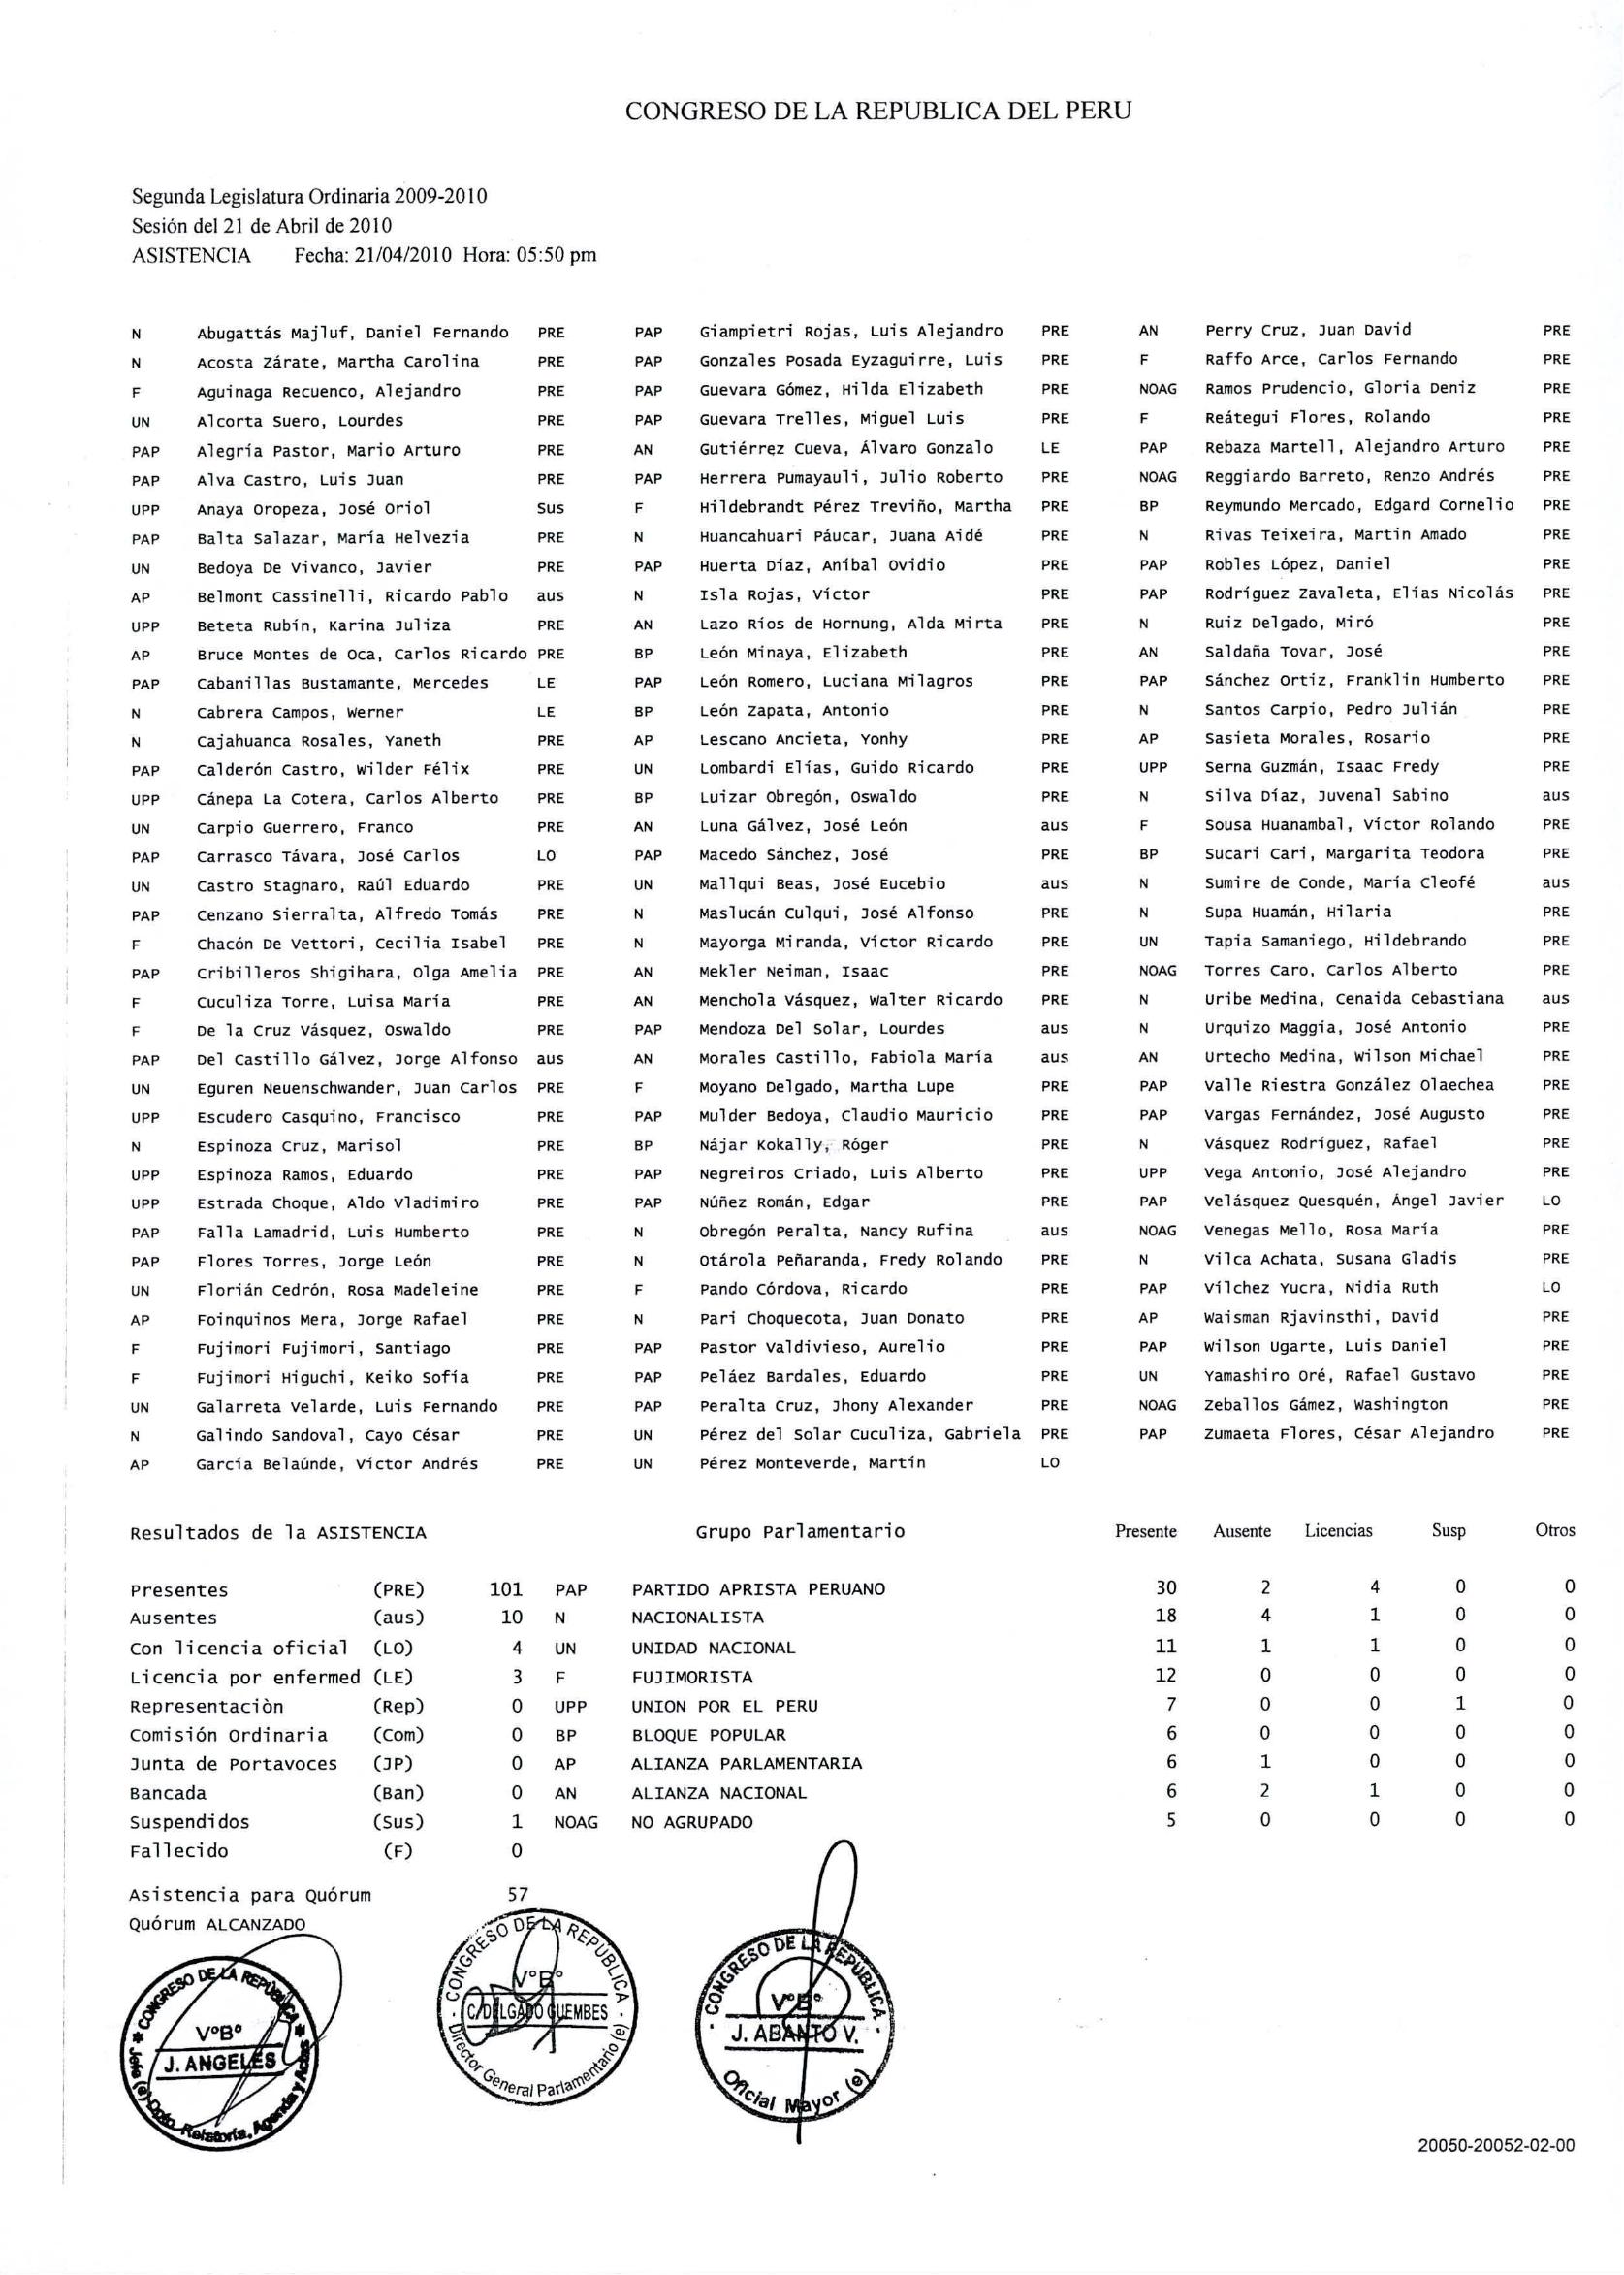 CONGRESO DE LA REPUBLICA DEL PERU
Segunda Legislatura Ordinaria 2009-2010
Sesión del 21 de Abril de 2010
ASISTENCIA Fecha: 21/04/2010 Hora: 05:50 pm
N Abugattás Majluf, Daniel Fernando PRE PAP Giampietri Rojas, Luis Alejandro PRE AN Perry Cruz, Juan David PRE
N Acosta Zárate, Martha Carolina PRE PAP Gonzales Posada Eyzaguirre, Luis PRE F Raffo Arce, Carlos Fernando PRE
F Aguinaga Recuenco, Alejandro PRE PAP Guevara Gómez, Hilda Elizabeth PRE NOAG Ramos Prudencio, Gloria Deniz PRE
UN Alcorta Suero, Lourdes PRE PAP Guevara Trelles, Miguel Luis PRE F Reátegui Flores, Rolando PRE
PAP Alegría Pastor, Mario Arturo PRE AN Gutiérrez Cueva, Álvaro Gonzalo LE PAP Rebaza Martell, Alejandro Arturo PRE
PAP Alva Castro, Luis Juan PRE PAP Herrera Pumayauli, Julio Roberto PRE NOAG Reggiardo Barreto, Renzo Andrés PRE
UPP Anaya Oropeza, José Oriol Sus F Hildebrandt Pérez Treviño, Martha PRE BP Reymundo Mercado, Edgard Cornelio PRE
PAP Balta Salazar, María Helvezia PRE N Huancahuari Páucar, Juana Aidé PRE N Rivas Teixeira, Martin Amado PRE
UN Bedoya De Vivanco, Javier PRE PAP Huerta Díaz, Aníbal Ovidio PRE PAP Robles López, Daniel PRE
AP Belmont Cassinelli, Ricardo Pablo aus N Isla Rojas, Víctor PRE PAP Rodríguez Zavaleta, Elías Nicolás PRE
UPP Beteta Rubín, Karina Juliza PRE AN Lazo Ríos de Hornung, Alda Mirta PRE N Ruiz Delgado, Miró PRE
AP Bruce Montes de Oca, Carlos Ricardo PRE BP León Minaya, Elizabeth PRE AN Saldaña Tovar, José PRE
PAP Cabanillas Bustamante, Mercedes LE PAP León Romero, Luciana Milagros PRE PAP Sánchez Ortiz, Franklin Humberto PRE
N Cabrera Campos, Werner LE BP León Zapata, Antonio PRE N Santos Carpio, Pedro Julián PRE
N Cajahuanca Rosales, Yaneth PRE AP Lescano Ancieta, Yonhy PRE AP Sasieta Morales, Rosario PRE
PAP Calderón Castro, Wilder Félix PRE UN Lombardi Elías, Guido Ricardo PRE UPP Serna Guzmán, Isaac Fredy PRE
UPP Cánepa La Cotera, Carlos Alberto PRE BP Luizar Obregón, Oswaldo PRE N Silva Díaz, Juvenal Sabino aus
UN Carpio Guerrero, Franco PRE AN Luna Gálvez, José León aus F Sousa Huanambal, Víctor Rolando PRE
PAP Carrasco Távara, José Carlos LO PAP Macedo Sánchez, José PRE BP Sucari Cari, Margarita Teodora PRE
UN Castro Stagnaro, Raúl Eduardo PRE UN Mallqui Beas, José Eucebio aus N Sumire de Conde, María Cleofé aus
PAP Cenzano Sierralta, Alfredo Tomás PRE N Maslucán Culqui, José Alfonso PRE N Supa Huamán, Hilaria PRE
F Chacón De Vettori, Cecilia Isabel PRE N Mayorga Miranda, Víctor Ricardo PRE UN Tapia Samaniego, Hildebrando PRE
PAP Cribilleros Shigihara, Olga Amelia PRE AN Mekler Neiman, Isaac PRE NOAG Torres Caro, Carlos Alberto PRE
F Cuculiza Torre, Luisa María PRE AN Menchola Vásquez, Walter Ricardo PRE N Uribe Medina, Cenaida Cebastiana aus
F De la Cruz Vásquez, Oswaldo PRE PAP Mendoza Del Solar, Lourdes aus N Urquizo Maggia, José Antonio PRE
PAP Del Castillo Gálvez, Jorge Alfonso aus AN Morales Castillo, Fabiola María aus AN Urtecho Medina, Wilson Michael PRE
UN Eguren Neuenschwander, Juan Carlos PRE F Moyano Delgado, Martha Lupe PRE PAP Valle Riestra González Olaechea PRE
UPP Escudero Casquino, Francisco PRE PAP Mulder Bedoya, Claudio Mauricio PRE PAP Vargas Fernández, José Augusto PRE
N Espinoza Cruz, Marisol PRE BP Nájar Kokally, Róger PRE N Vásquez Rodríguez, Rafael PRE
UPP Espinoza Ramos, Eduardo PRE PAP Negreiros Criado, Luis Alberto PRE UPP Vega Antonio, José Alejandro PRE
UPP Estrada Choque, Aldo Vladimiro PRE PAP Núñez Román, Edgar PRE PAP Velásquez Quesquén, Ángel Javier LO
PAP Falla Lamadrid, Luis Humberto PRE N Obregón Peralta, Nancy Rufina aus NOAG Venegas Mello, Rosa María PRE
PAP Flores Torres, Jorge León PRE N Otárola Peñaranda, Fredy Rolando PRE N Vilca Achata, Susana Gladis PRE
UN Florián Cedrón, Rosa Madeleine PRE F Pando Córdova, Ricardo PRE PAP Vílchez Yucra, Nidia Ruth LO
AP Foinquinos Mera, Jorge Rafael PRE N Pari Choquecota, Juan Donato PRE AP Waisman Rjavinsthi, David PRE
F Fujimori Fujimori, Santiago PRE PAP Pastor Valdivieso, Aurelio PRE PAP Wilson Ugarte, Luis Daniel PRE
F Fujimori Higuchi, Keiko Sofía PRE PAP Peláez Bardales, Eduardo PRE UN Yamashiro Oré, Rafael Gustavo PRE
UN Galarreta Velarde, Luis Fernando PRE PAP Peralta Cruz, Jhony Alexander PRE NOAG Zeballos Gámez, Washington PRE
N Galindo Sandoval, Cayo César PRE UN Pérez del Solar Cuculiza, Gabriela PRE PAP Zumaeta Flores, César Alejandro PRE
AP García Belaúnde, Víctor Andrés PRE UN Pérez Monteverde, Martín LO
Resultados de la ASISTENCIA Grupo Parlamentario Presente Ausente Licencias Susp Otros
Presentes (PRE) 101 PAP PARTIDO APRISTA PERUANO 30 2 4 0 0
Ausentes (aus) 10 N NACIONALISTA 18 4 1 0 0
Con licencia oficial (LO) 4 UN UNIDAD NACIONAL 11 1 1 0 0
Licencia por enfermed (LE) 3 F FUJIMORISTA 12 0 0 0 0
Representaciòn (Rep) 0 UPP UNION POR EL PERU 7 0 0 1 0
Comisión Ordinaria (Com) 0 BP BLOQUE POPULAR 6 0 0 0 0
Junta de Portavoces (JP) 0 AP ALIANZA PARLAMENTARIA 6 1 0 0 0
Bancada (Ban) 0 AN ALIANZA NACIONAL 6 2 1 0 0
Suspendidos (Sus) 1 NOAG NO AGRUPADO 5 0 0 0 0
Fallecido (F) 0
Asistencia para Quórum 57
Quórum ALCANZADO
CONGRESO DE LA REPÚBLICA
V°B°
J. ANGELES
Jefe (e) Dpto. Relatoría, Agenda y Actas
CONGRESO DE LA REPÚBLICA
V°B°
C. DELGADO GUEMBES
Director General Parlamentario (e)
CONGRESO DE LA REPÚBLICA
V°B°
J. ABANTO V.
Oficial Mayor (e)
20050-20052-02-00